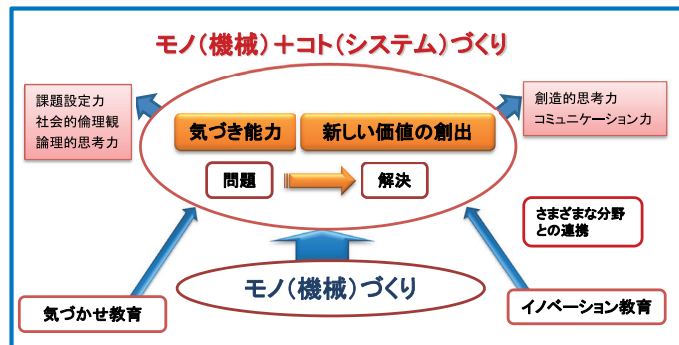 モノ(機械)+コト(システム)づくり
課題設定力
社会的倫理観
論理的思考力
創造的思考力
コミュニケーション力
気づき能力
新しい価値の創出
問題
解決
さまざまな分野
との連携
モノ(機械)づくり
気づかせ教育
イノベーション教育